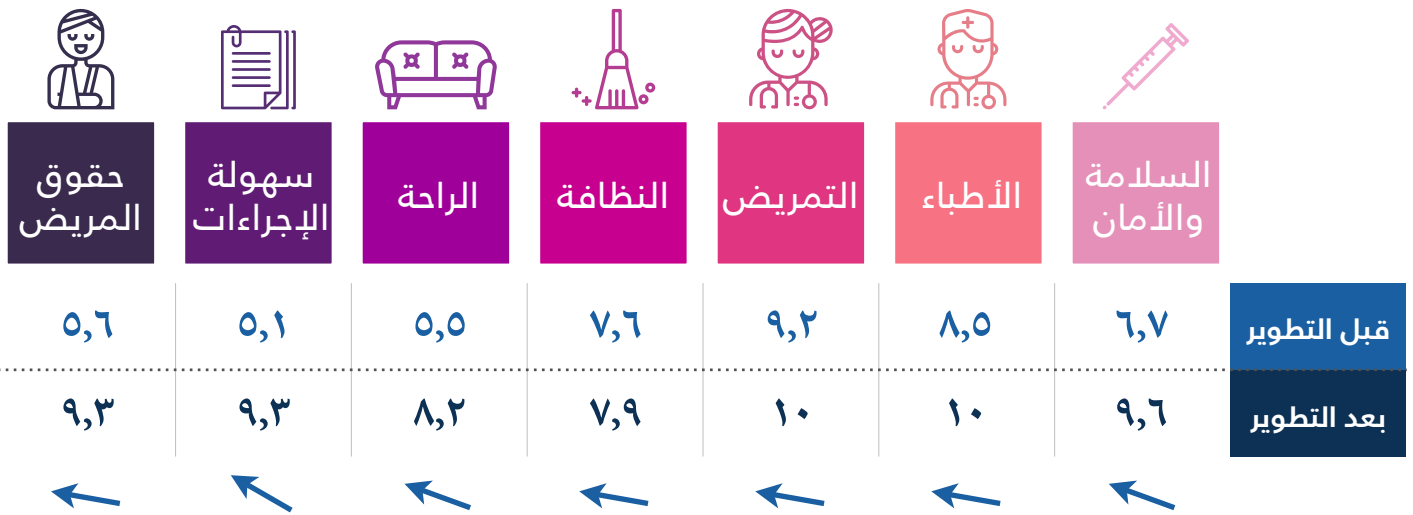 السلامة
والأمان
الأطباء
التمريض
النظافة
الراحة
سهولة
الإجراءات
حقوق
المريض
قبل التطوير
٦,٧
٨,٥
٩,٢
٧,٦
٥,٥
٥,١
٥,٦
بعد التطوير
٩,٦
١٠
١٠
٧,٩
٨,٢
٩,٣
٩,٣